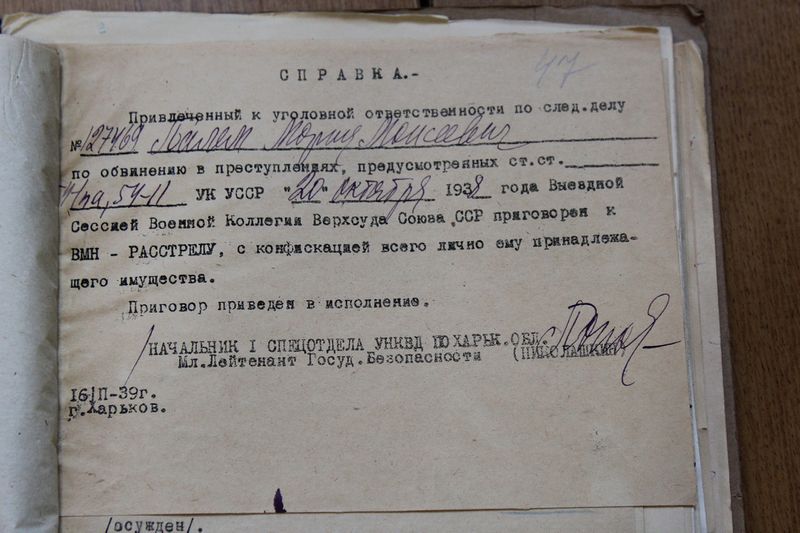 47
СПРАВКА.-
Привлеченный к уголовной ответственности по след.делу
№ 127469 Моисеевич
по обвинению в преступлениях, предусмотренных ст.ст.
54-11 УК УССР "20" октября 1938 года Выездной
Сессией Военной Коллегии Верхсуда Союза ССР приговорен к
ВМН - РАССТРЕЛУ, с конфискацией всего лично ему принадлежа-
щего имущества.
Приговор приведен в исполнение.
/НАЧАЛЬНИК I СПЕЦОТДЕЛА УНКВД ПО ХАРЬК.ОБЛ.
Мл.Лейтенант Госуд.Безопасности (НИКОЛАШКИН)
16/П-39г.
г.Харьков.
/осужден/.